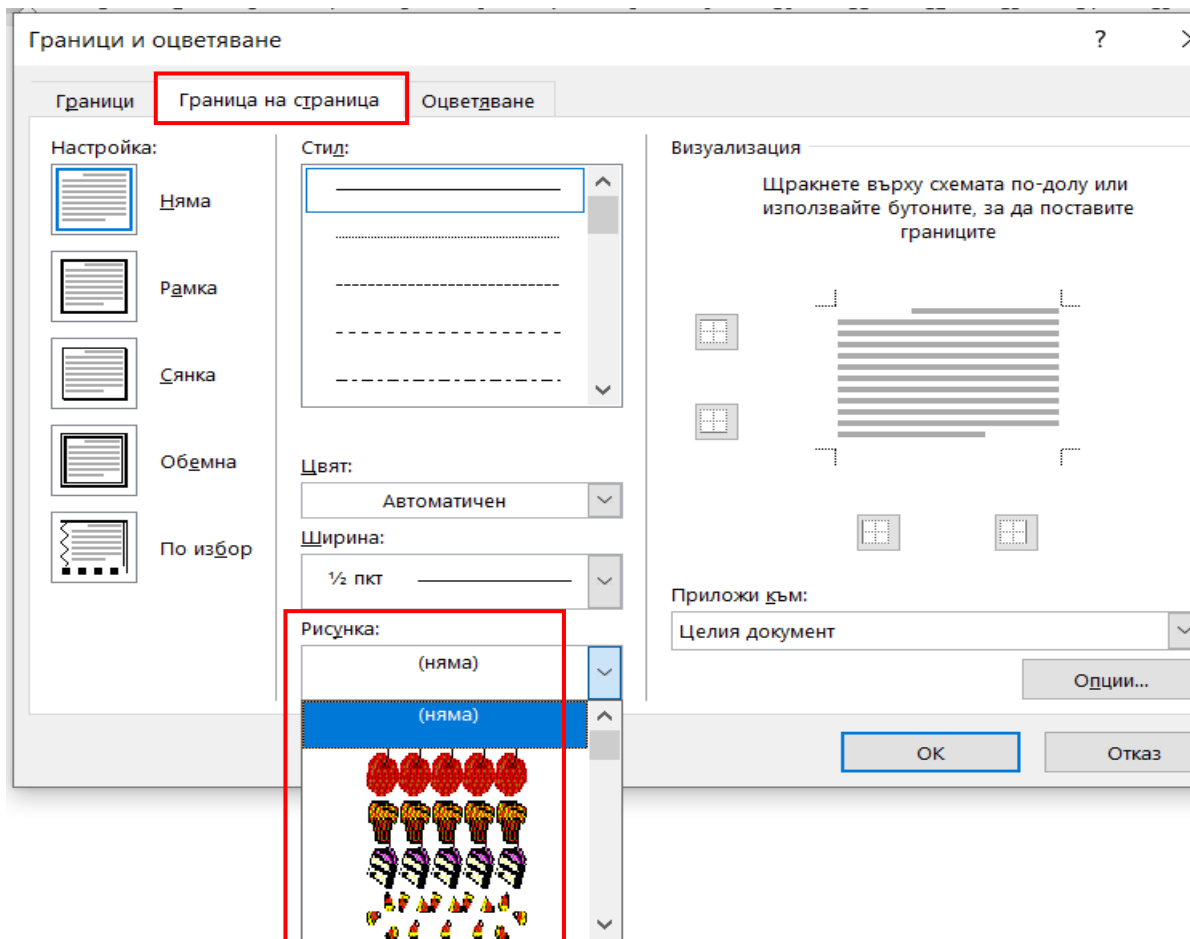 Граници и оцветяване
?
Граници
Граница на страница
Оцветяване
Настройка:
Няма
Рамка
Сянка
Обемна
По избор
Стил:
Цвят:
Автоматичен
Ширина:
½ пкт
Рисунка:
(няма)
(няма)
Визуализация
Щракнете върху схемата по-долу или
използвайте бутоните, за да поставите
границите
Приложи към:
Целия документ
Опции...
ОК
Отказ